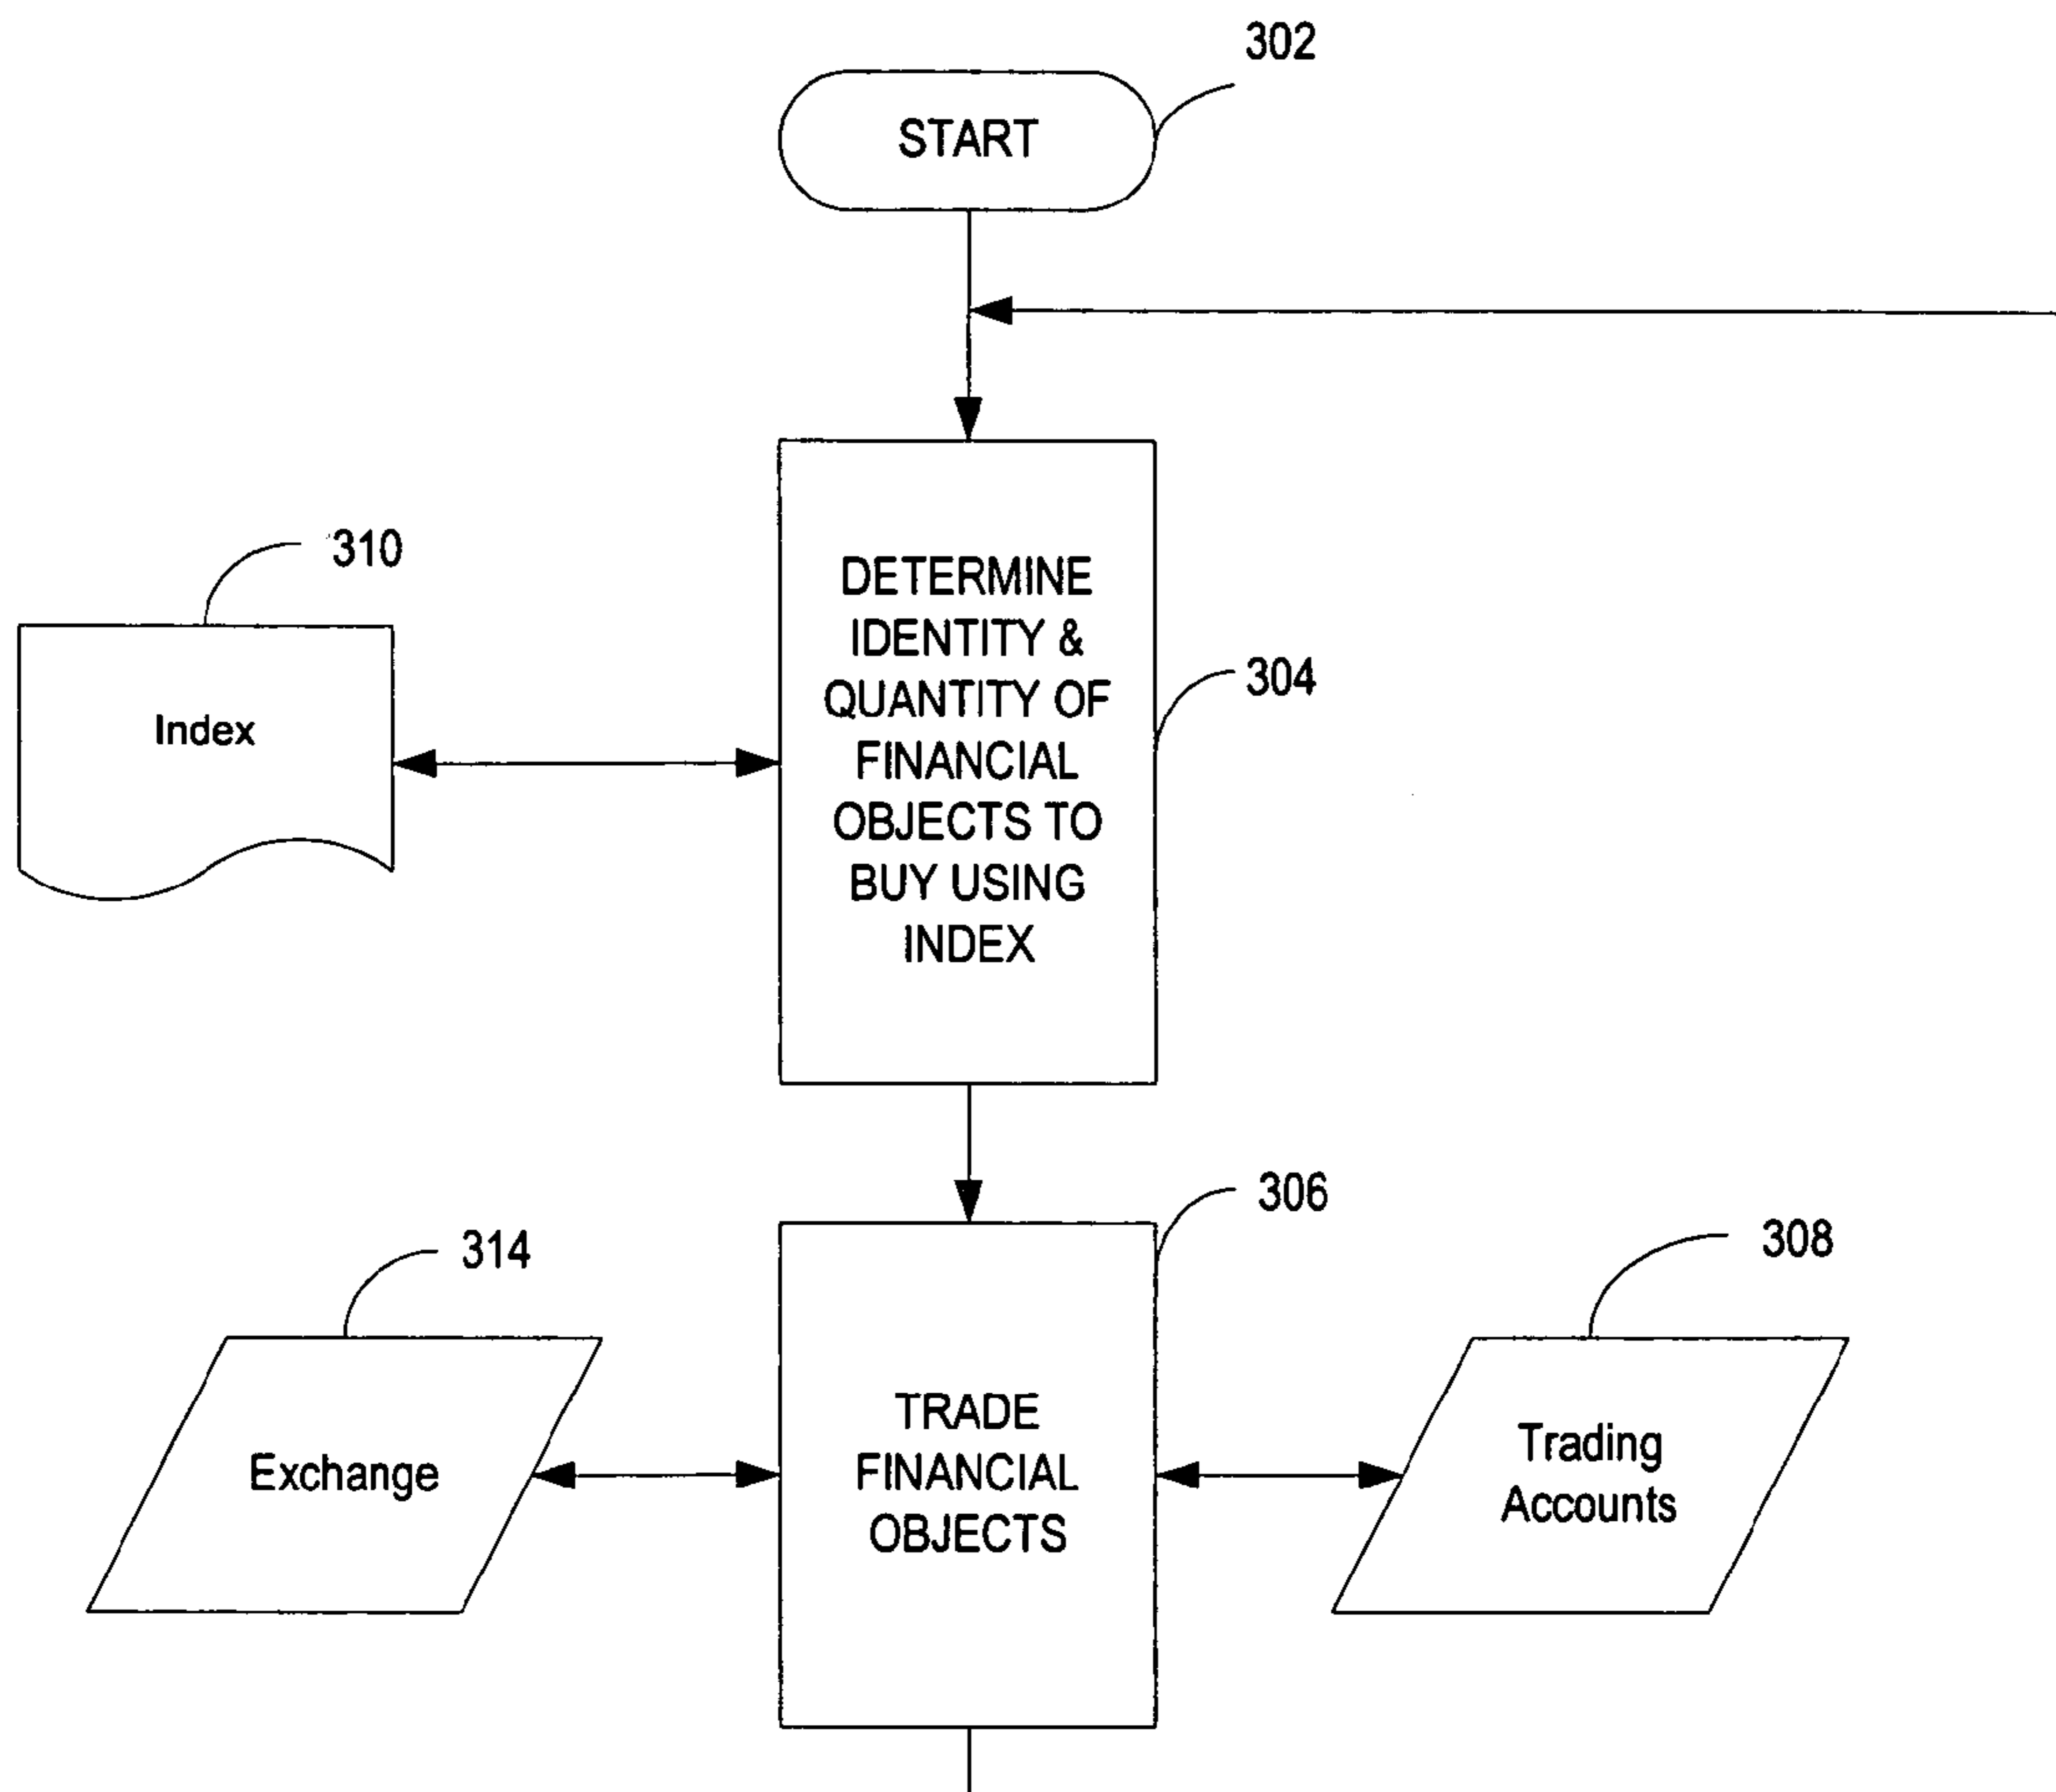 302
START
310
DETERMINE
IDENTITY &
QUANTITY OF
FINANCIAL
OBJECTS TO
BUY USING
INDEX
304
Index
306
314
308
TRADE
FINANCIAL
OBJECTS
Exchange
Trading
Accounts